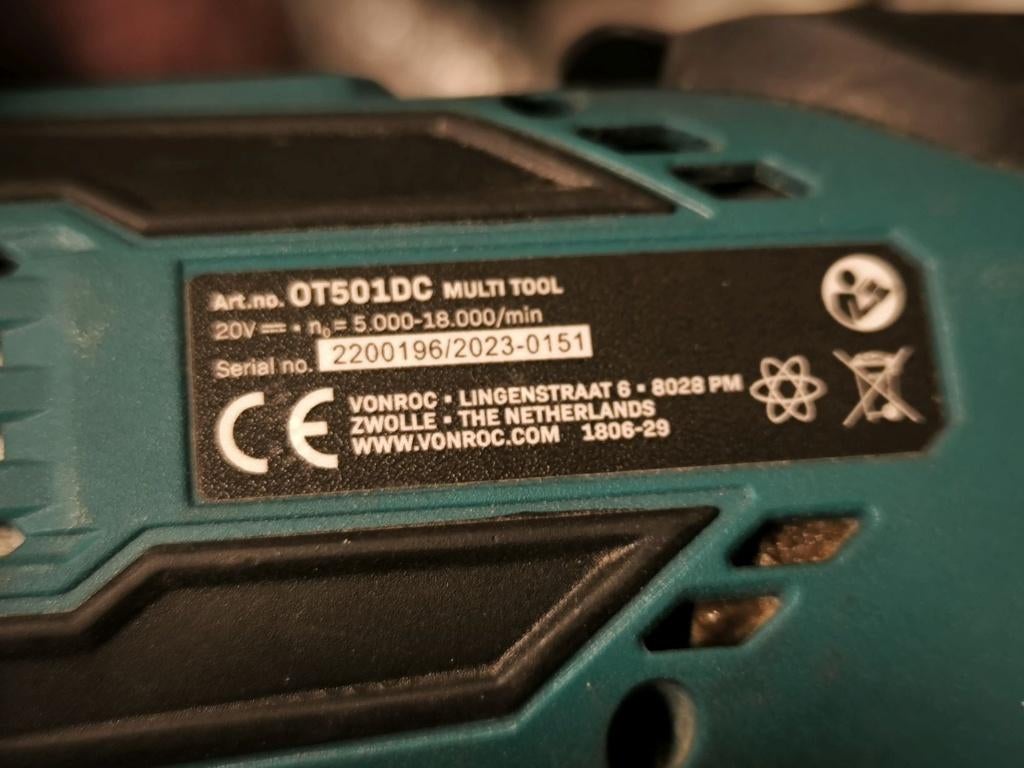 Art.no. OT501DC MULTI TOOL
20V⎓ • n₀= 5.000-18.000/min
Serial no. 2200196/2023-0151
CE
VONROC • LINGENSTRAAT 6 • 8028 PM
ZWOLLE • THE NETHERLANDS
WWW.VONROC.COM 1806-29